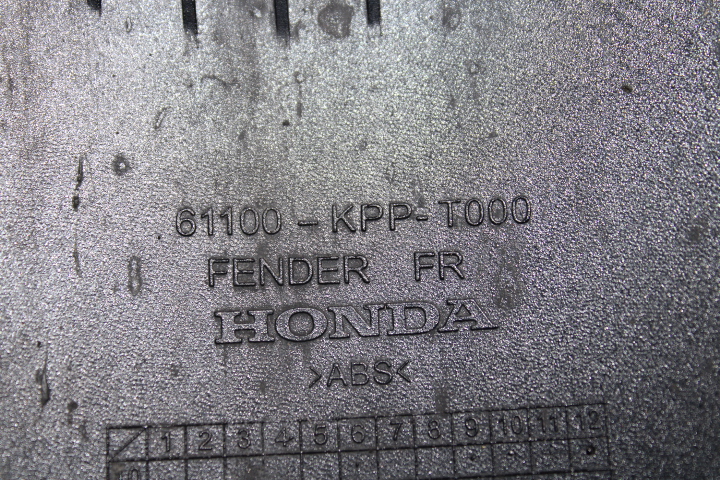 61100-KPP-T000
FENDER FR
HONDA
>ABS<
1 2 3 4 5 6 7 8 9 10 11 12
10